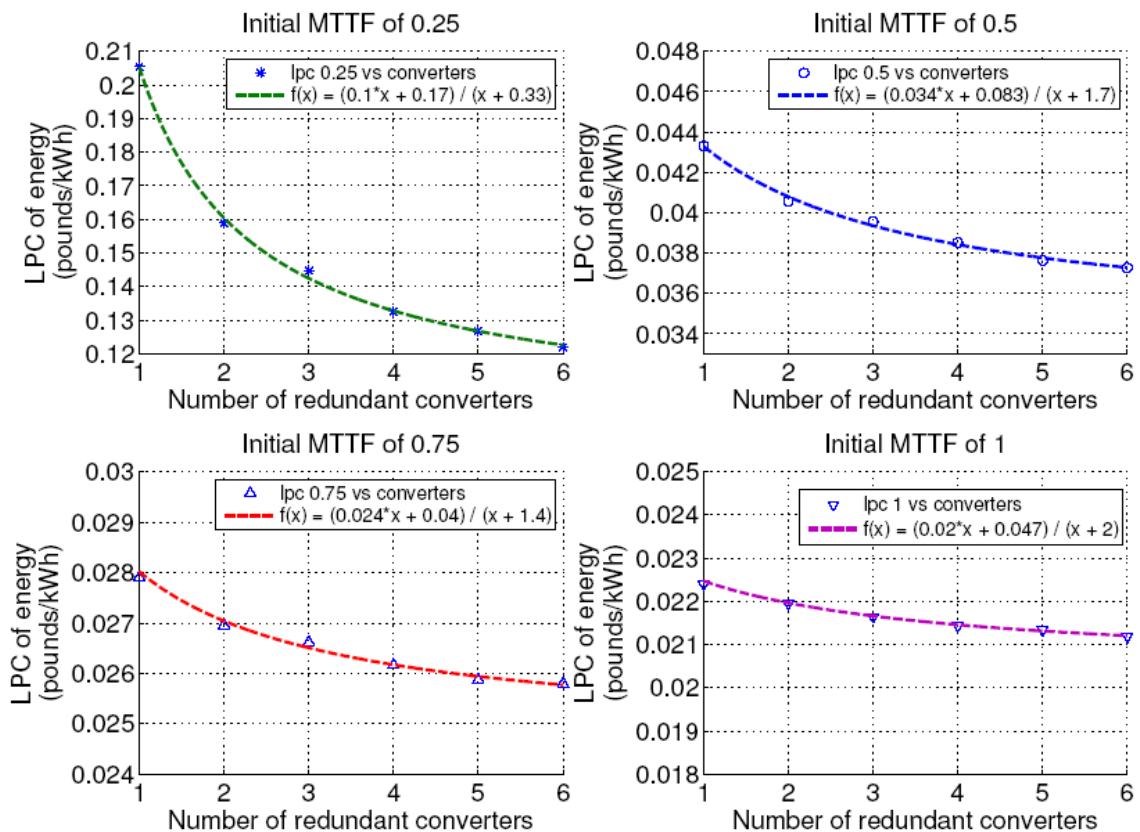 Initial MTTF of 0.25
0.21
0.2
0.19
0.18
0.17
0.16
0.15
0.14
0.13
0.12
LPC of energy
(pounds/kWh)
lpc 0.25 vs converters
f(x) = (0.1*x + 0.17) / (x + 0.33)
1 2 3 4 5 6
Number of redundant converters
Initial MTTF of 0.5
0.048
0.046
0.044
0.042
0.04
0.038
0.036
0.034
LPC of energy
(pounds/kWh)
lpc 0.5 vs converters
f(x) = (0.034*x + 0.083) / (x + 1.7)
1 2 3 4 5 6
Number of redundant converters
Initial MTTF of 0.75
0.03
0.029
0.028
0.027
0.026
0.025
0.024
LPC of energy
(pounds/kWh)
lpc 0.75 vs converters
f(x) = (0.024*x + 0.04) / (x + 1.4)
1 2 3 4 5 6
Number of redundant converters
Initial MTTF of 1
0.025
0.024
0.023
0.022
0.021
0.02
0.019
0.018
LPC of energy
(pounds/kWh)
lpc 1 vs converters
f(x) = (0.02*x + 0.047) / (x + 2)
1 2 3 4 5 6
Number of redundant converters